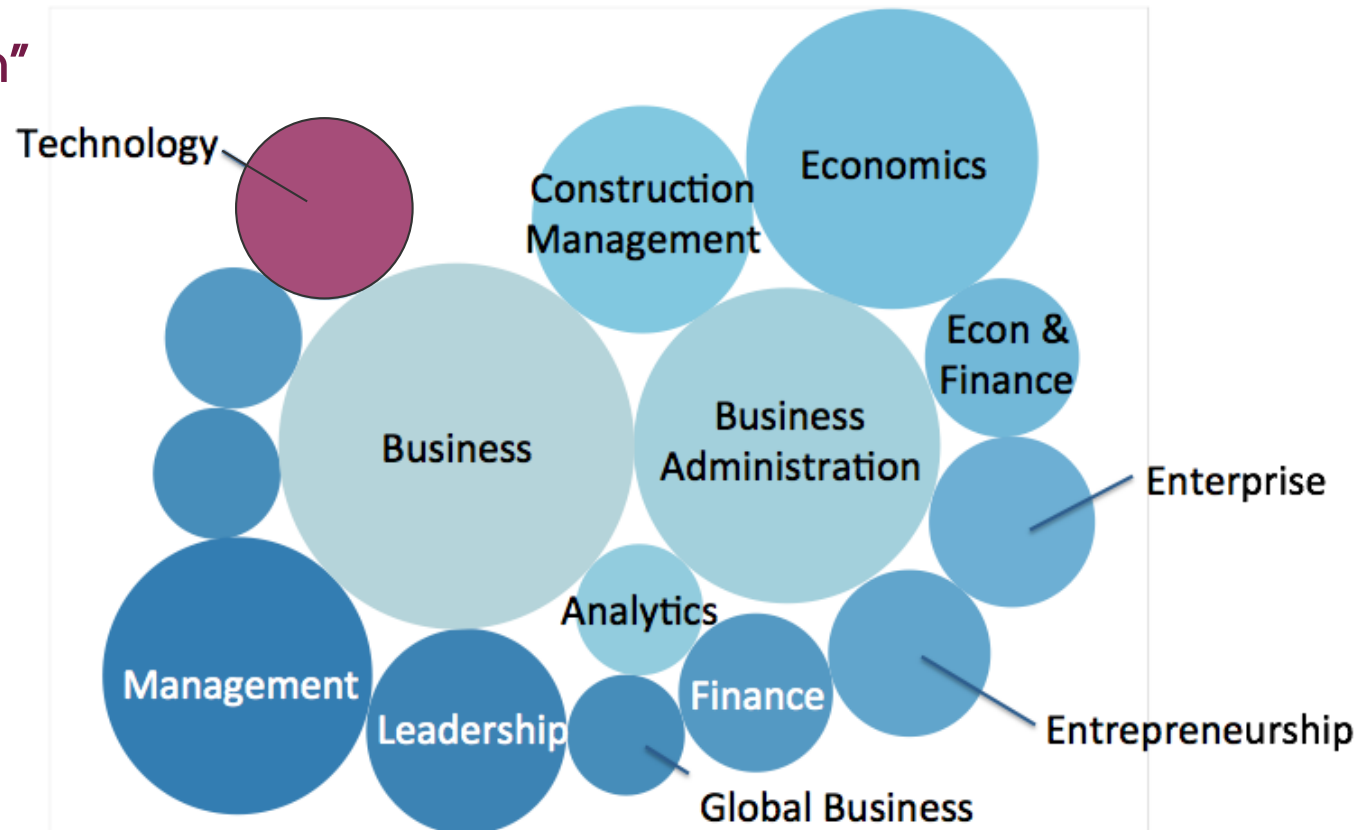 n”
Technology
Construction
Management
Economics
Econ &
Finance
Business
Business
Administration
Enterprise
Analytics
Management
Leadership
Finance
Entrepreneurship
Global Business